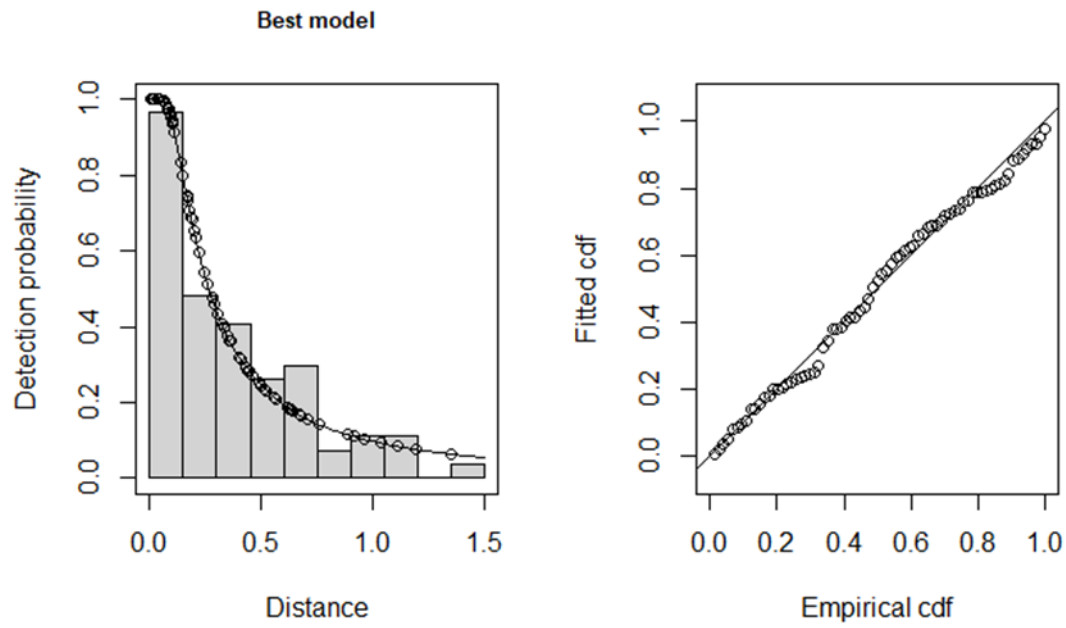 Best model
Detection probability
1.0
0.8
0.6
0.4
0.2
0.0
0.0 0.5 1.0 1.5
Distance
Fitted cdf
1.0
0.8
0.6
0.4
0.2
0.0
0.0 0.2 0.4 0.6 0.8 1.0
Empirical cdf